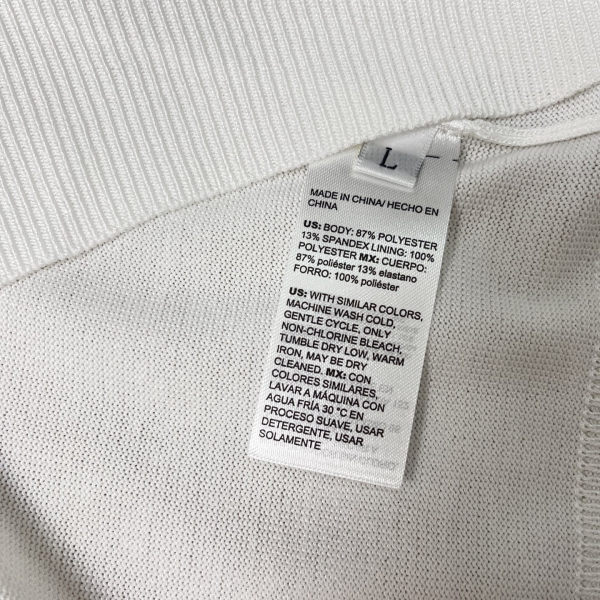 L
MADE IN CHINA/ HECHO EN
CHINA
US: BODY: 87% POLYESTER
13% SPANDEX LINING: 100%
POLYESTER MX: CUERPO:
87% poliéster 13% elastano
FORRO: 100% poliéster
US: WITH SIMILAR COLORS,
MACHINE WASH COLD,
GENTLE CYCLE, ONLY
NON-CHLORINE BLEACH,
TUMBLE DRY LOW, WARM
IRON, MAY BE DRY
CLEANED. MX: CON
COLORES SIMILARES,
LAVAR A MÁQUINA CON
AGUA FRÍA 30 °C EN
PROCESO SUAVE, USAR
DETERGENTE, USAR
SOLAMENTE